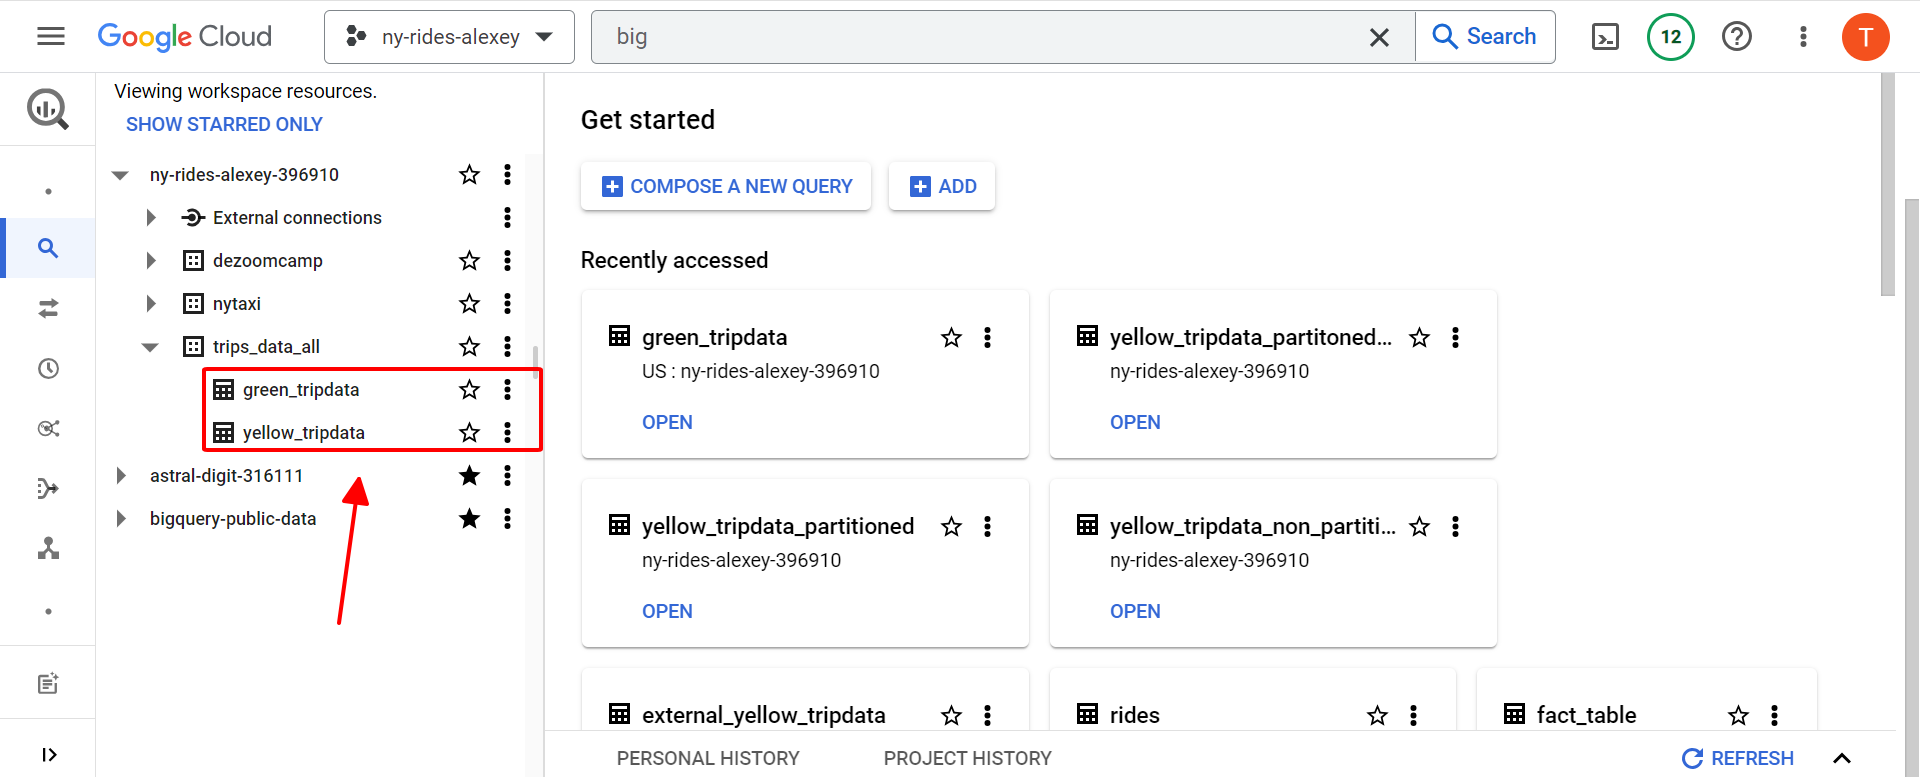 Google Cloud
ny-rides-alexey
big
Search
12
T
Viewing workspace resources.
SHOW STARRED ONLY
ny-rides-alexey-396910
External connections
dezoomcamp
nytaxi
trips_data_all
green_tripdata
yellow_tripdata
astral-digit-316111
bigquery-public-data
Get started
COMPOSE A NEW QUERY
ADD
Recently accessed
green_tripdata
US : ny-rides-alexey-396910
OPEN
yellow_tripdata_partitoned...
ny-rides-alexey-396910
OPEN
yellow_tripdata_partitioned
ny-rides-alexey-396910
OPEN
yellow_tripdata_non_partiti...
ny-rides-alexey-396910
OPEN
external_yellow_tripdata
rides
fact_table
PERSONAL HISTORY
PROJECT HISTORY
REFRESH